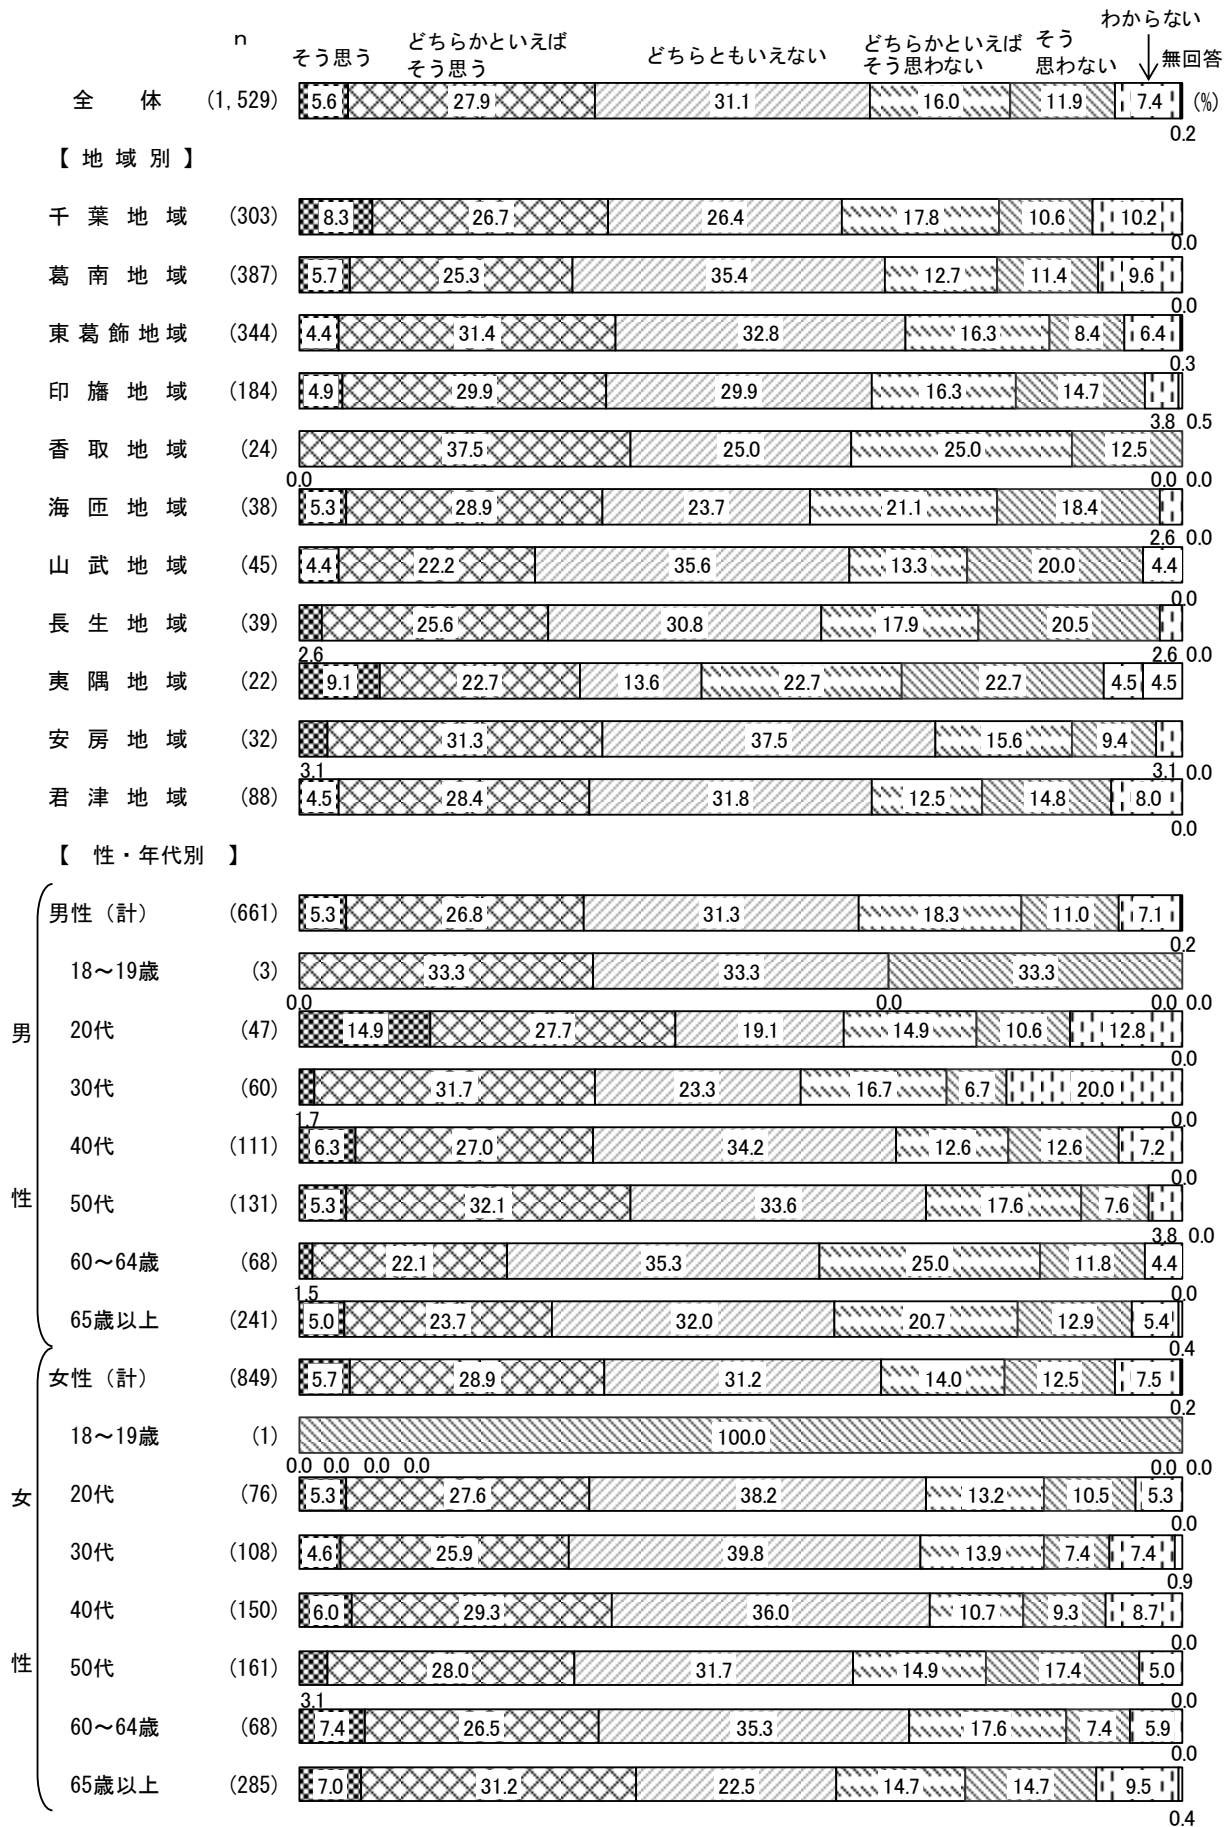 n
そう思う
どちらかといえば
そう思う
どちらともいえない
どちらかといえば
そう思わない
そう
思わない
わからない
無回答
全　体 (1,529) 5.6 27.9 31.1 16.0 11.9 7.4 (%)
0.2
【 地 域 別 】
千 葉 地 域 (303) 8.3 26.7 26.4 17.8 10.6 10.2
0.0
葛 南 地 域 (387) 5.7 25.3 35.4 12.7 11.4 9.6
0.0
東 葛 飾 地 域 (344) 4.4 31.4 32.8 16.3 8.4 6.4
0.3
印 旛 地 域 (184) 4.9 29.9 29.9 16.3 14.7
3.8 0.5
香 取 地 域 (24) 37.5 25.0 25.0 12.5
0.0 0.0 0.0
海 匝 地 域 (38) 5.3 28.9 23.7 21.1 18.4
2.6 0.0
山 武 地 域 (45) 4.4 22.2 35.6 13.3 20.0 4.4
0.0
長 生 地 域 (39) 25.6 30.8 17.9 20.5
2.6 2.6 0.0
夷 隅 地 域 (22) 9.1 22.7 13.6 22.7 22.7 4.5 4.5
安 房 地 域 (32) 31.3 37.5 15.6 9.4
3.1 3.1 0.0
君 津 地 域 (88) 4.5 28.4 31.8 12.5 14.8 8.0
0.0
【 性・年代別 】
男性（計） (661) 5.3 26.8 31.3 18.3 11.0 7.1
0.2
18～19歳 (3) 33.3 33.3 33.3
0.0 0.0 0.0 0.0
男
20代 (47) 14.9 27.7 19.1 14.9 10.6 12.8
0.0
30代 (60) 31.7 23.3 16.7 6.7 20.0
1.7 0.0
40代 (111) 6.3 27.0 34.2 12.6 12.6 7.2
0.0
性
50代 (131) 5.3 32.1 33.6 17.6 7.6
3.8 0.0
60～64歳 (68) 22.1 35.3 25.0 11.8 4.4
1.5 0.0
65歳以上 (241) 5.0 23.7 32.0 20.7 12.9 5.4
0.4
女性（計） (849) 5.7 28.9 31.2 14.0 12.5 7.5
0.2
18～19歳 (1) 100.0
0.0 0.0 0.0 0.0 0.0 0.0
女
20代 (76) 5.3 27.6 38.2 13.2 10.5 5.3
0.0
30代 (108) 4.6 25.9 39.8 13.9 7.4 7.4
0.9
40代 (150) 6.0 29.3 36.0 10.7 9.3 8.7
0.0
性
50代 (161) 28.0 31.7 14.9 17.4 5.0
3.1 0.0
60～64歳 (68) 7.4 26.5 35.3 17.6 7.4 5.9
0.0
65歳以上 (285) 7.0 31.2 22.5 14.7 14.7 9.5
0.4